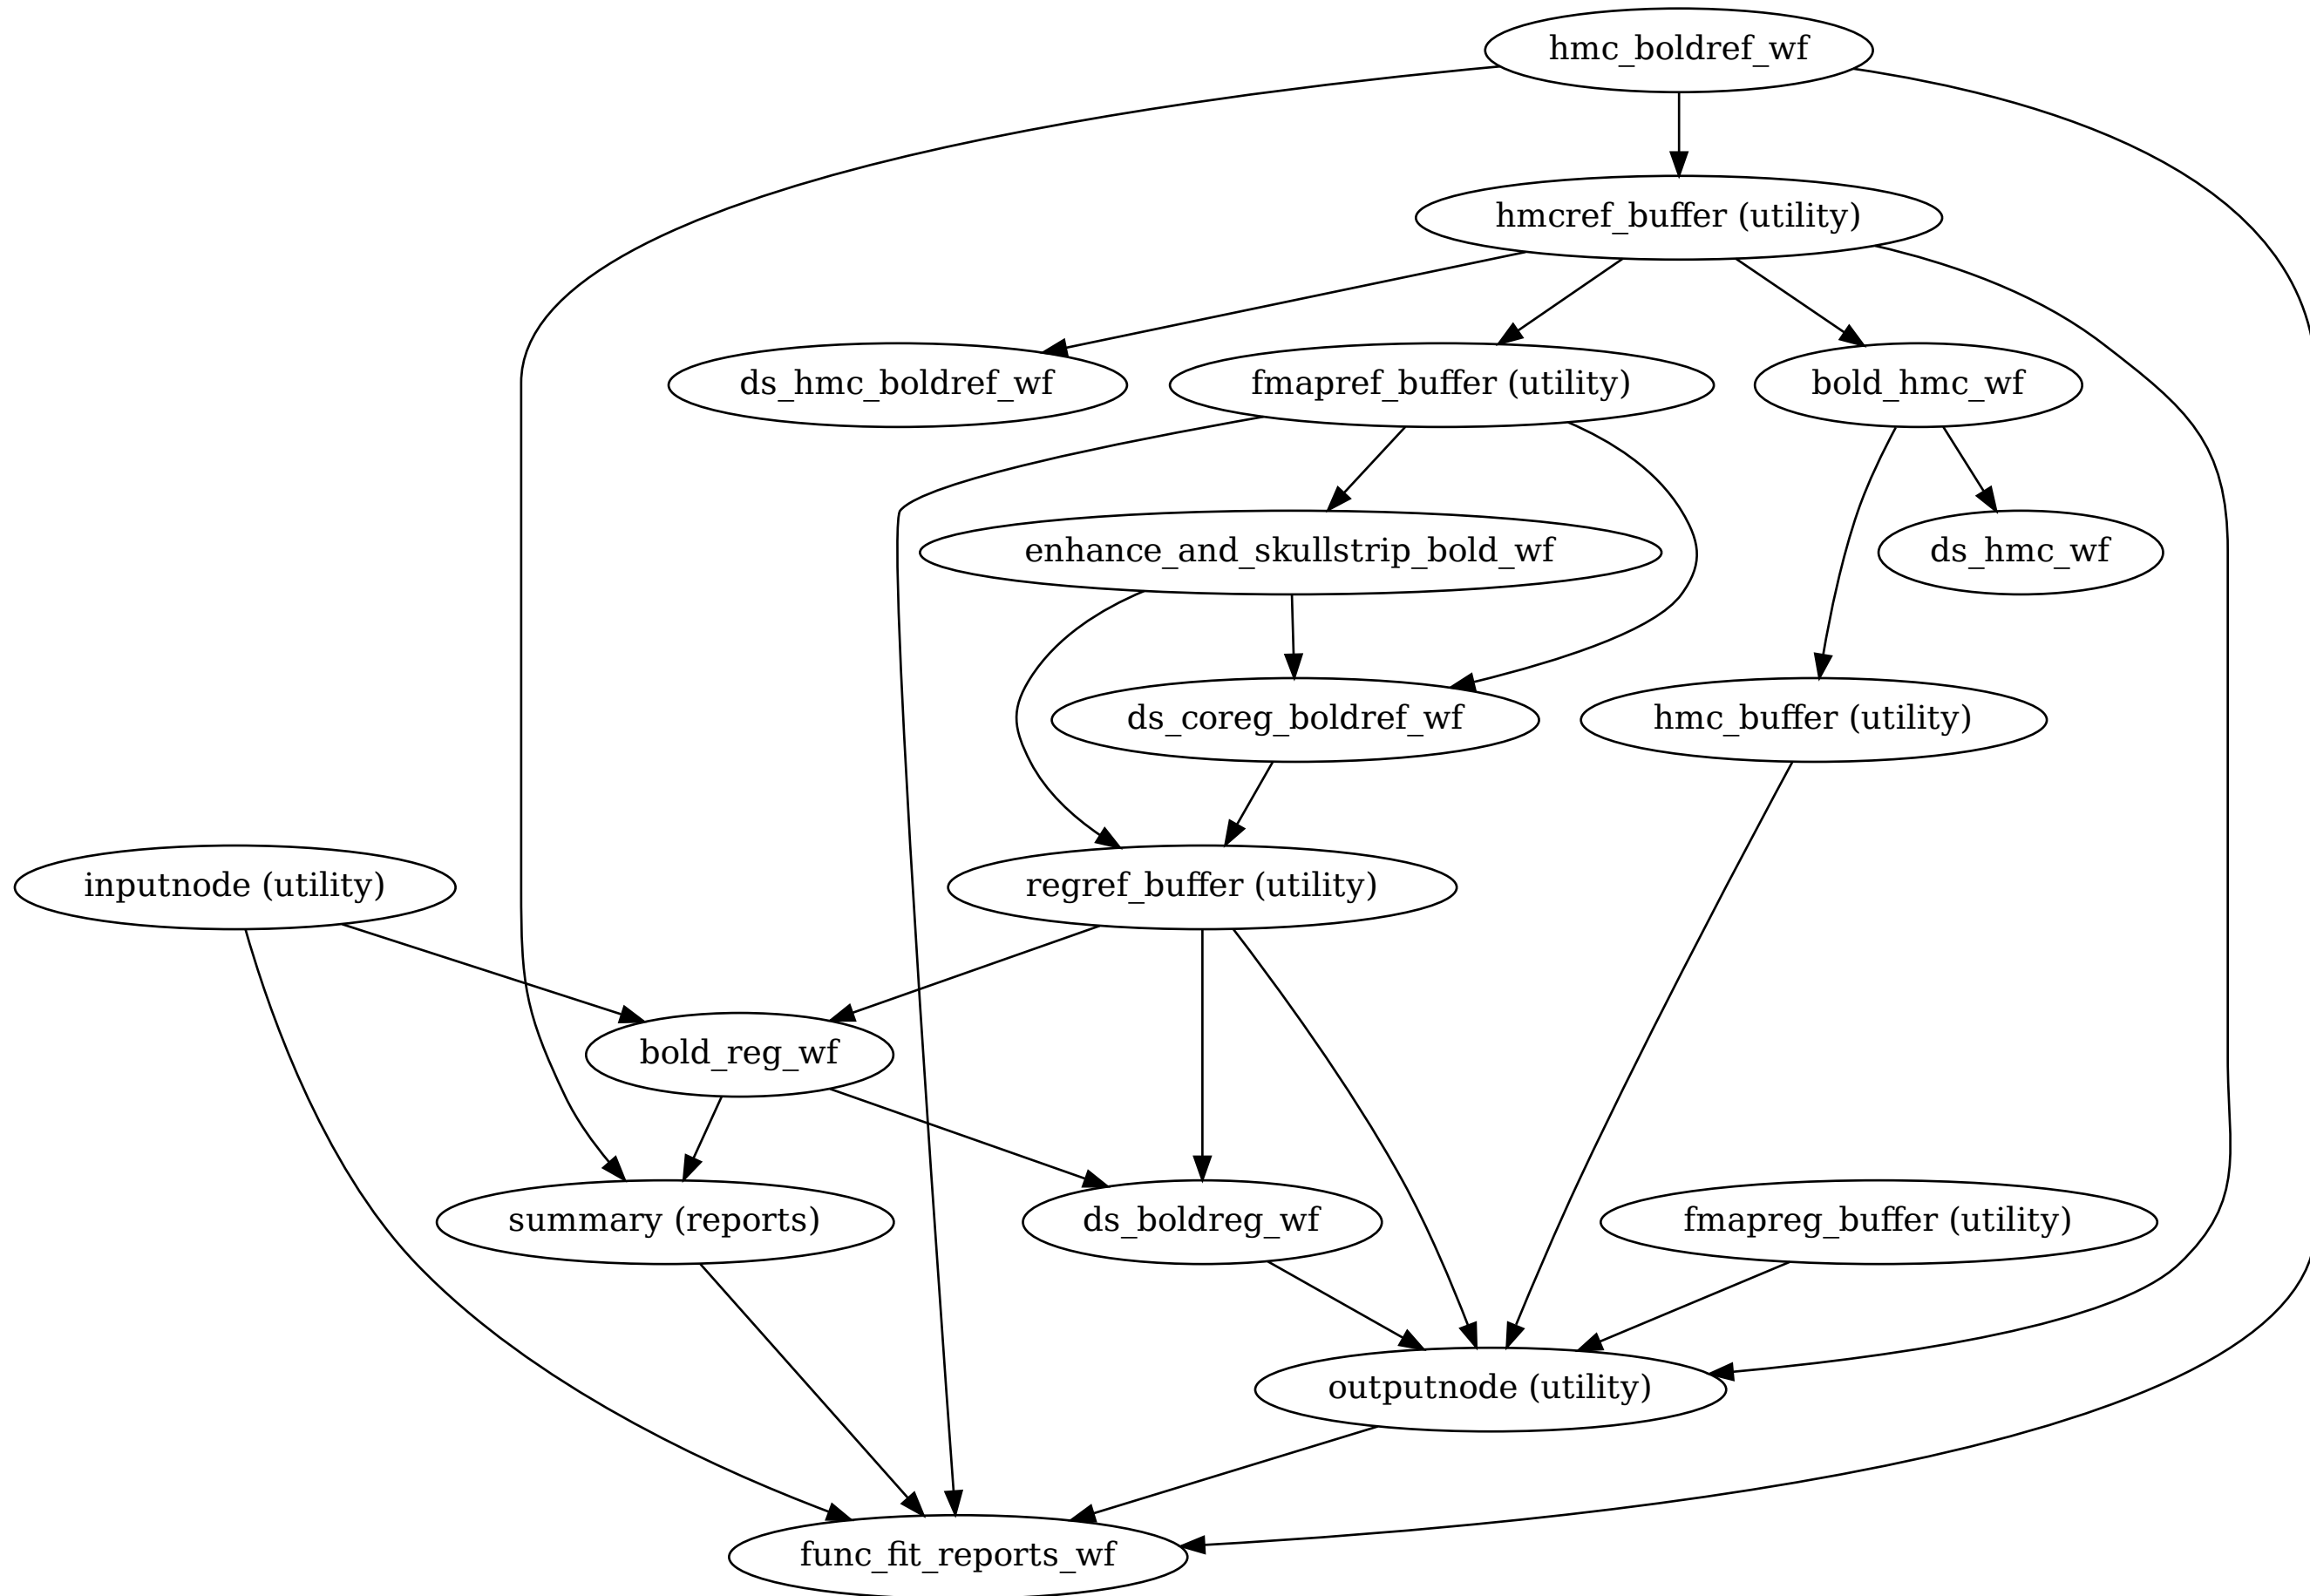 hmc_boldref_wf
hmcref_buffer (utility)
ds_hmc_boldref_wf
fmapref_buffer (utility)
bold_hmc_wf
enhance_and_skullstrip_bold_wf
ds_hmc_wf
ds_coreg_boldref_wf
hmc_buffer (utility)
inputnode (utility)
regref_buffer (utility)
bold_reg_wf
summary (reports)
ds_boldreg_wf
fmapreg_buffer (utility)
outputnode (utility)
func_fit_reports_wf